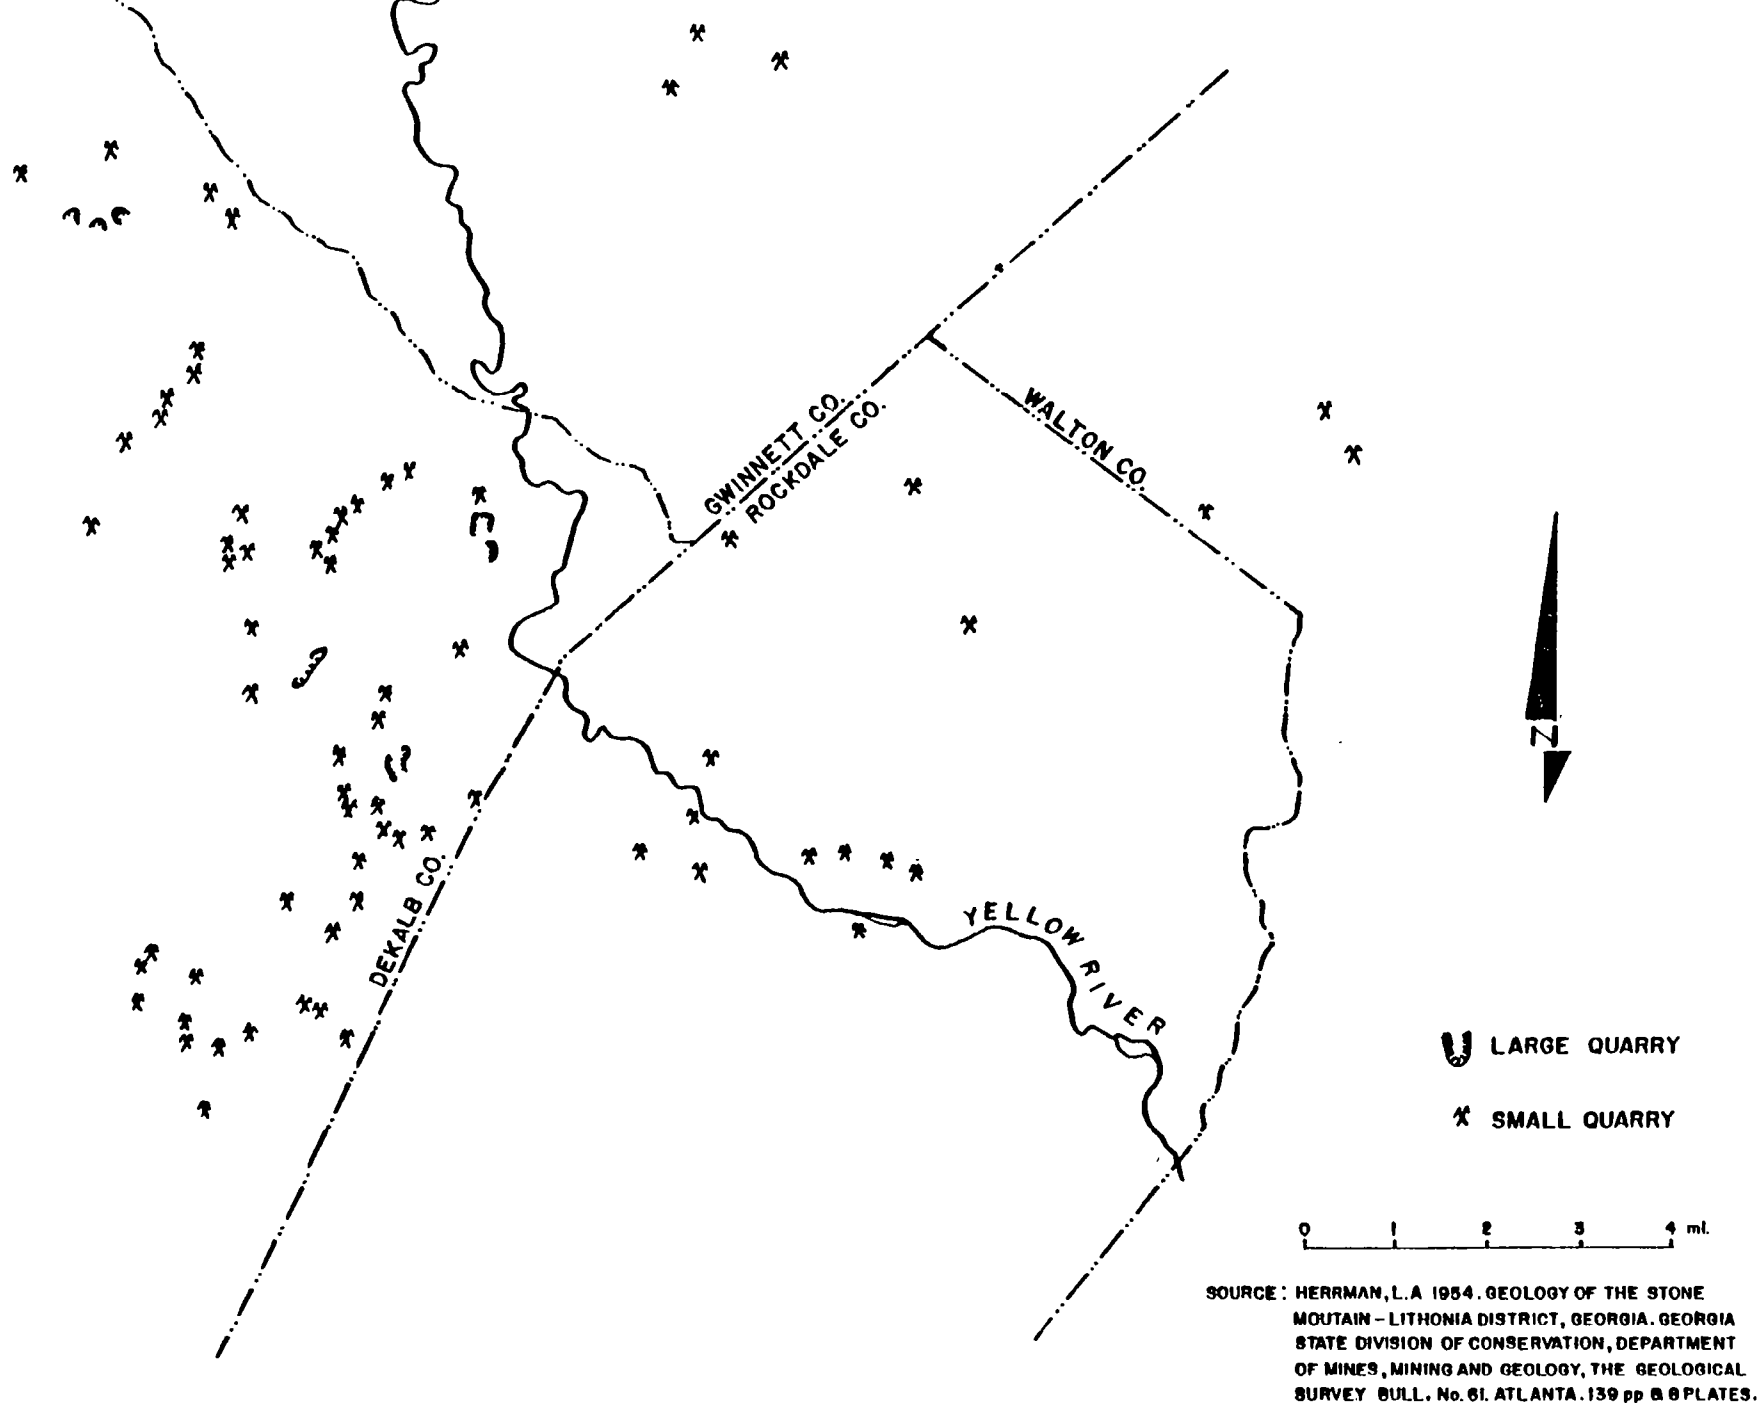 GWINNETT CO.
ROCKDALE CO.
WALTON CO.
DEKALB CO.
YELLOW RIVER
N
LARGE QUARRY
SMALL QUARRY
0 1 2 3 4 mi.
SOURCE: HERRMAN, L.A 1954. GEOLOGY OF THE STONE
MOUTAIN - LITHONIA DISTRICT, GEORGIA. GEORGIA
STATE DIVISION OF CONSERVATION, DEPARTMENT
OF MINES, MINING AND GEOLOGY, THE GEOLOGICAL
SURVEY BULL. No. 61. ATLANTA. 139 pp & 8 PLATES.